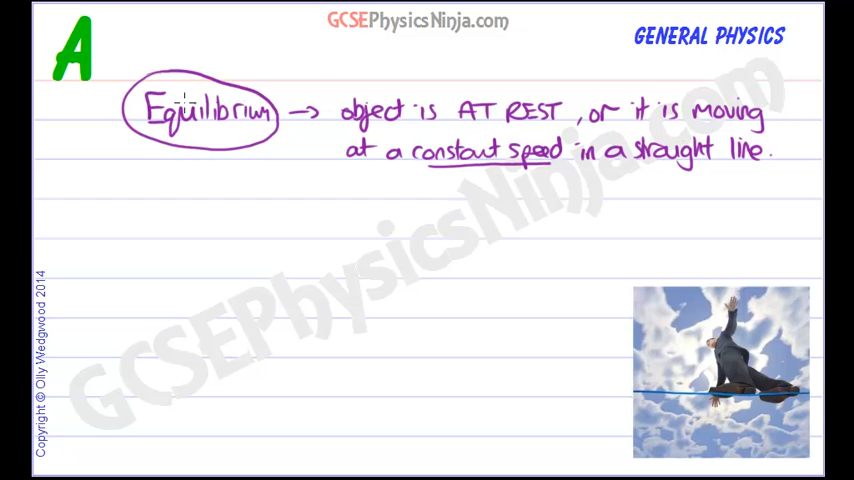 GCSEPhysicsNinja.com
A
GENERAL PHYSICS
Equilibrium → object is AT REST, or it is moving
at a constant speed in a straight line.
GCSEPhysicsNinja.com
Copyright © Olly Wedgwood 2014